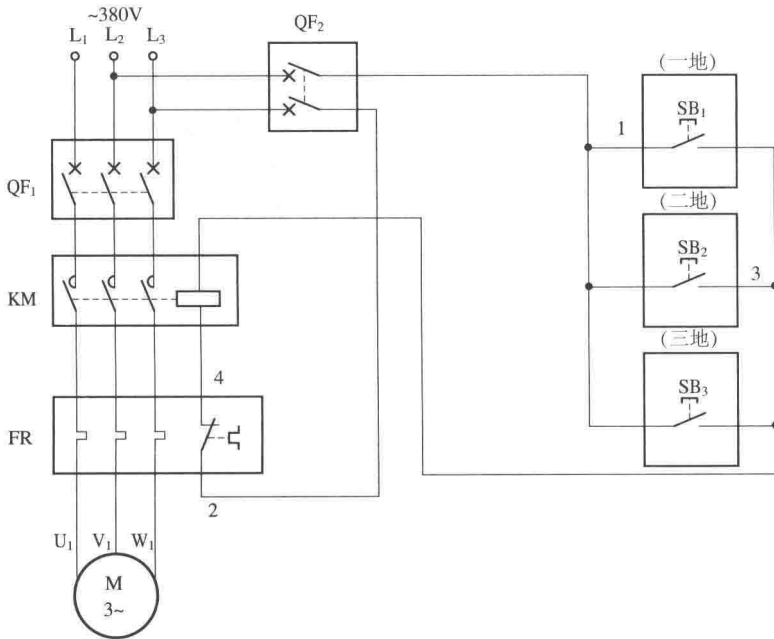 ~380V
L₁ L₂ L₃
QF₂
(一地)
SB₁
1
QF₁
(二地)
SB₂
3
KM
(三地)
SB₃
4
FR
2
U₁ V₁ W₁
M
3~